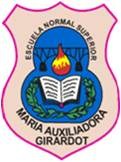 ESCUELA NORMAL SUPERIOR
MARIA AUXILIADORA
GIRARDOT